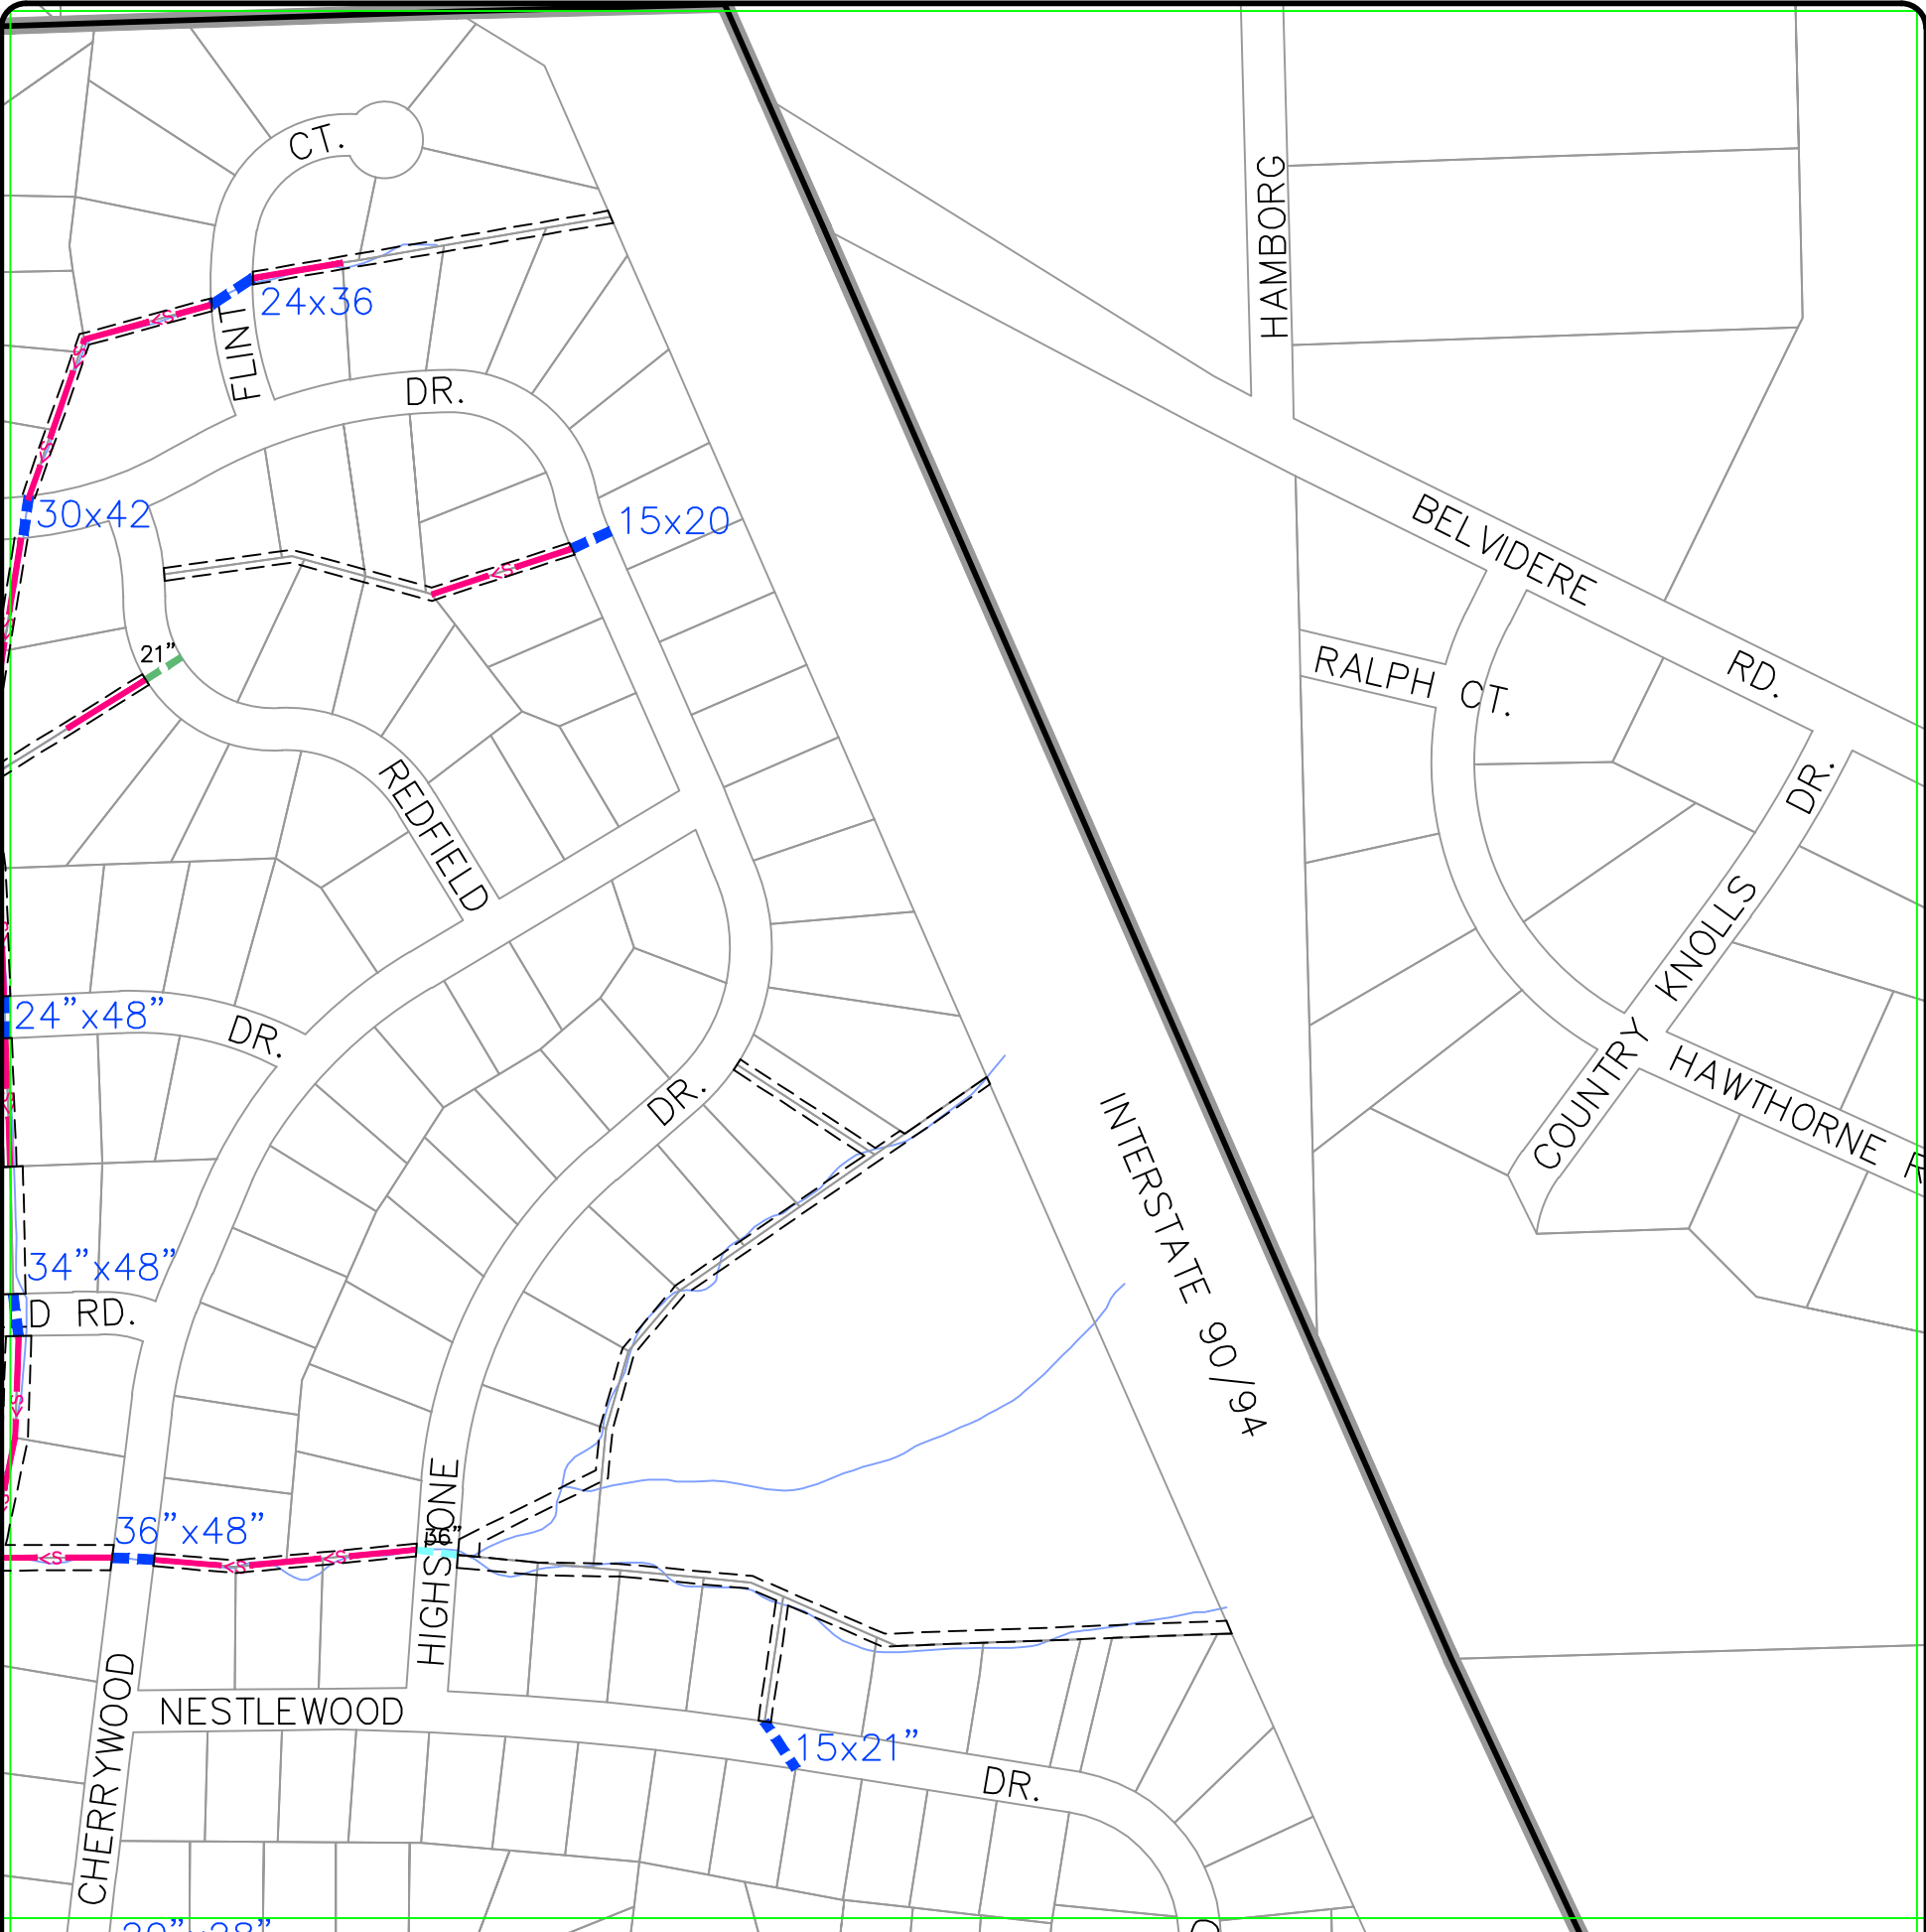 CT.
HAMBORG
24x36
FLINT
DR.
30x42
15x20
BELVIDERE
RD.
21”
RALPH CT.
REDFIELD
DR.
KNOLLS
COUNTRY
24”x48”
DR.
DR.
HAWTHORNE
INTERSTATE 90/94
34”x48”
D RD.
36”x48”
36”
HIGHSTONE
CHERRYWOOD
NESTLEWOOD
15x21”
DR.
<S
<S
<S
<S
<S
<S
<S